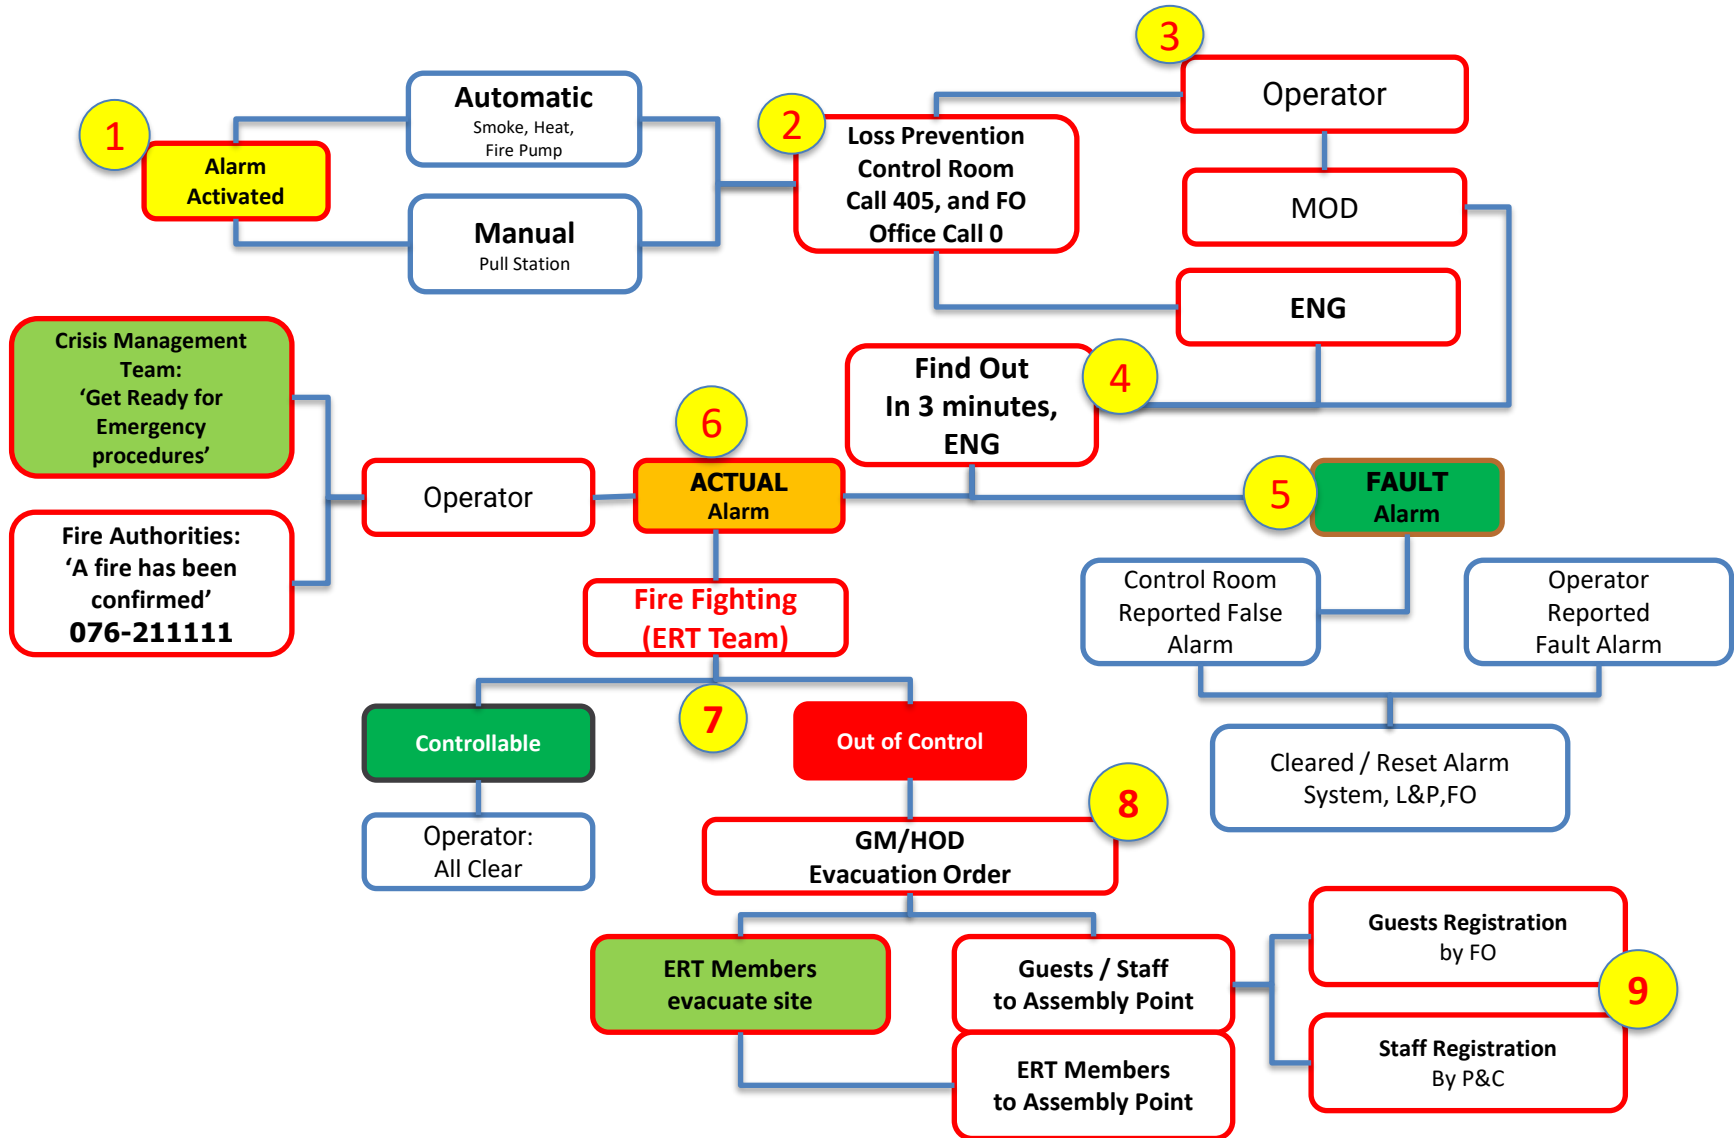 1
Alarm
Activated
Automatic
Smoke, Heat,
Fire Pump
Manual
Pull Station
2
Loss Prevention
Control Room
Call 405, and FO
Office Call 0
3
Operator
MOD
ENG
4
Find Out
In 3 minutes,
ENG
5
FAULT
Alarm
Control Room
Reported False
Alarm
Operator
Reported
Fault Alarm
Cleared / Reset Alarm
System, L&P,FO
6
ACTUAL
Alarm
Operator
Crisis Management
Team:
‘Get Ready for
Emergency
procedures’
Fire Authorities:
‘A fire has been
confirmed’
076-211111
Fire Fighting
(ERT Team)
7
Controllable
Operator:
All Clear
Out of Control
8
GM/HOD
Evacuation Order
ERT Members
evacuate site
Guests / Staff
to Assembly Point
ERT Members
to Assembly Point
9
Guests Registration
by FO
Staff Registration
By P&C